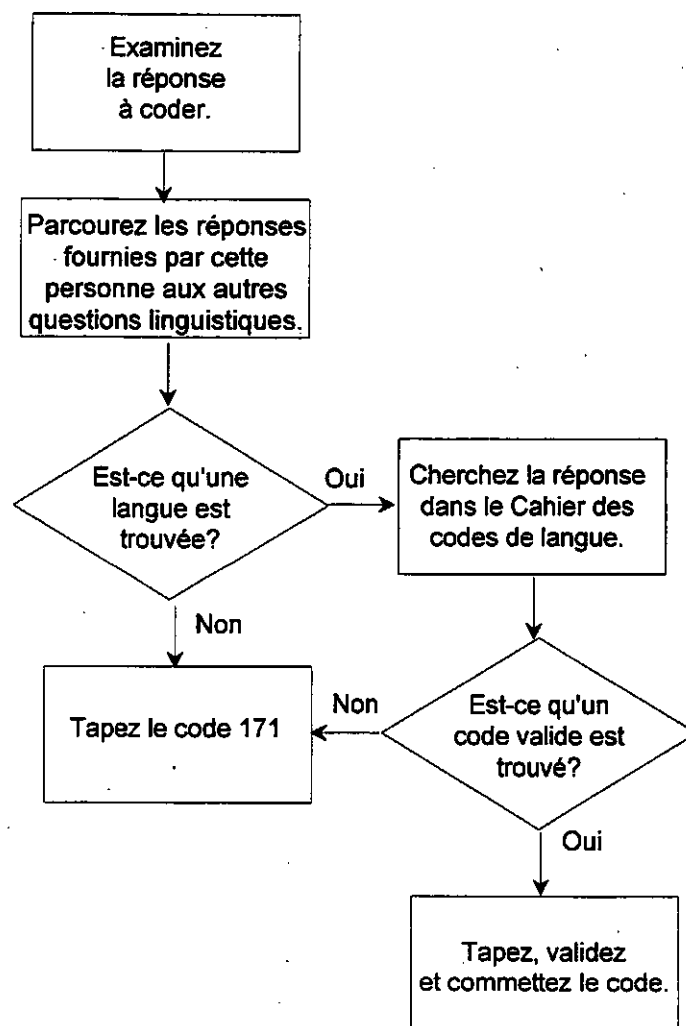 Examinez
la réponse
à coder.
Parcourez les réponses
fournies par cette
personne aux autres
questions linguistiques.
Est-ce qu'une
langue est
trouvée?
Oui
Cherchez la réponse
dans le Cahier des
codes de langue.
Non
Tapez le code 171
Non
Est-ce qu'un
code valide est
trouvé?
Oui
Tapez, validez
et commettez le code.